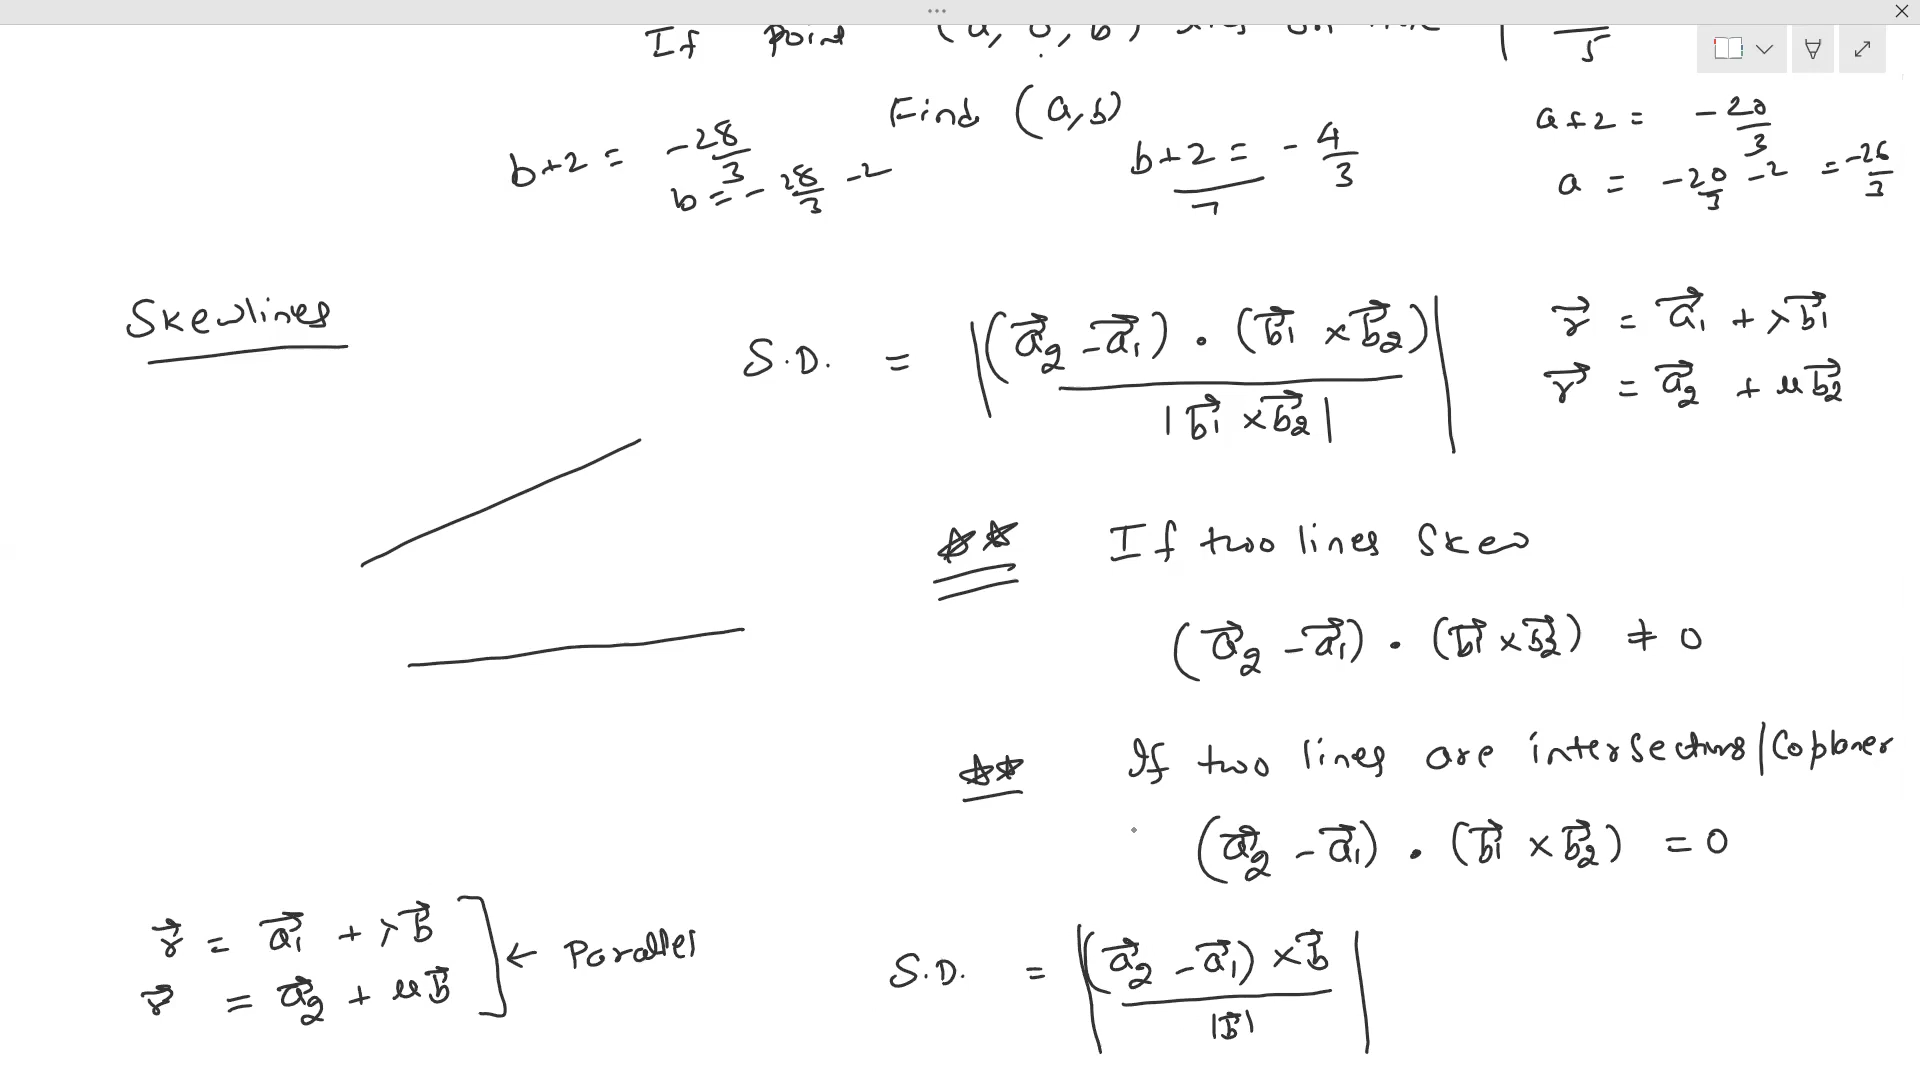 If point (a, 0, b) lies on line | /5
Find (a,b)
b+2 = -28/3
b = -28/3 -2
b+2 = -4/3
7
a+2 = -20/3
a = -20/3 -2 = -26/3
Skewlines
S.D. = |(a⃗2 - a⃗1) . (b⃗1 × b⃗2) / |b⃗1 × b⃗2||
r⃗ = a⃗1 + λb⃗1
r⃗ = a⃗2 + μb⃗2
** If two lines Skew
(a⃗2 - a⃗1) . (b⃗1 × b⃗2) ≠ 0
** If two lines are intersecting/Coplaner
(a⃗2 - a⃗1) . (b⃗1 × b⃗2) = 0
r⃗ = a⃗1 + λb⃗
r⃗ = a⃗2 + μb⃗
] ← Parallel
S.D. = |(a⃗2 - a⃗1) × b⃗ / |b⃗||